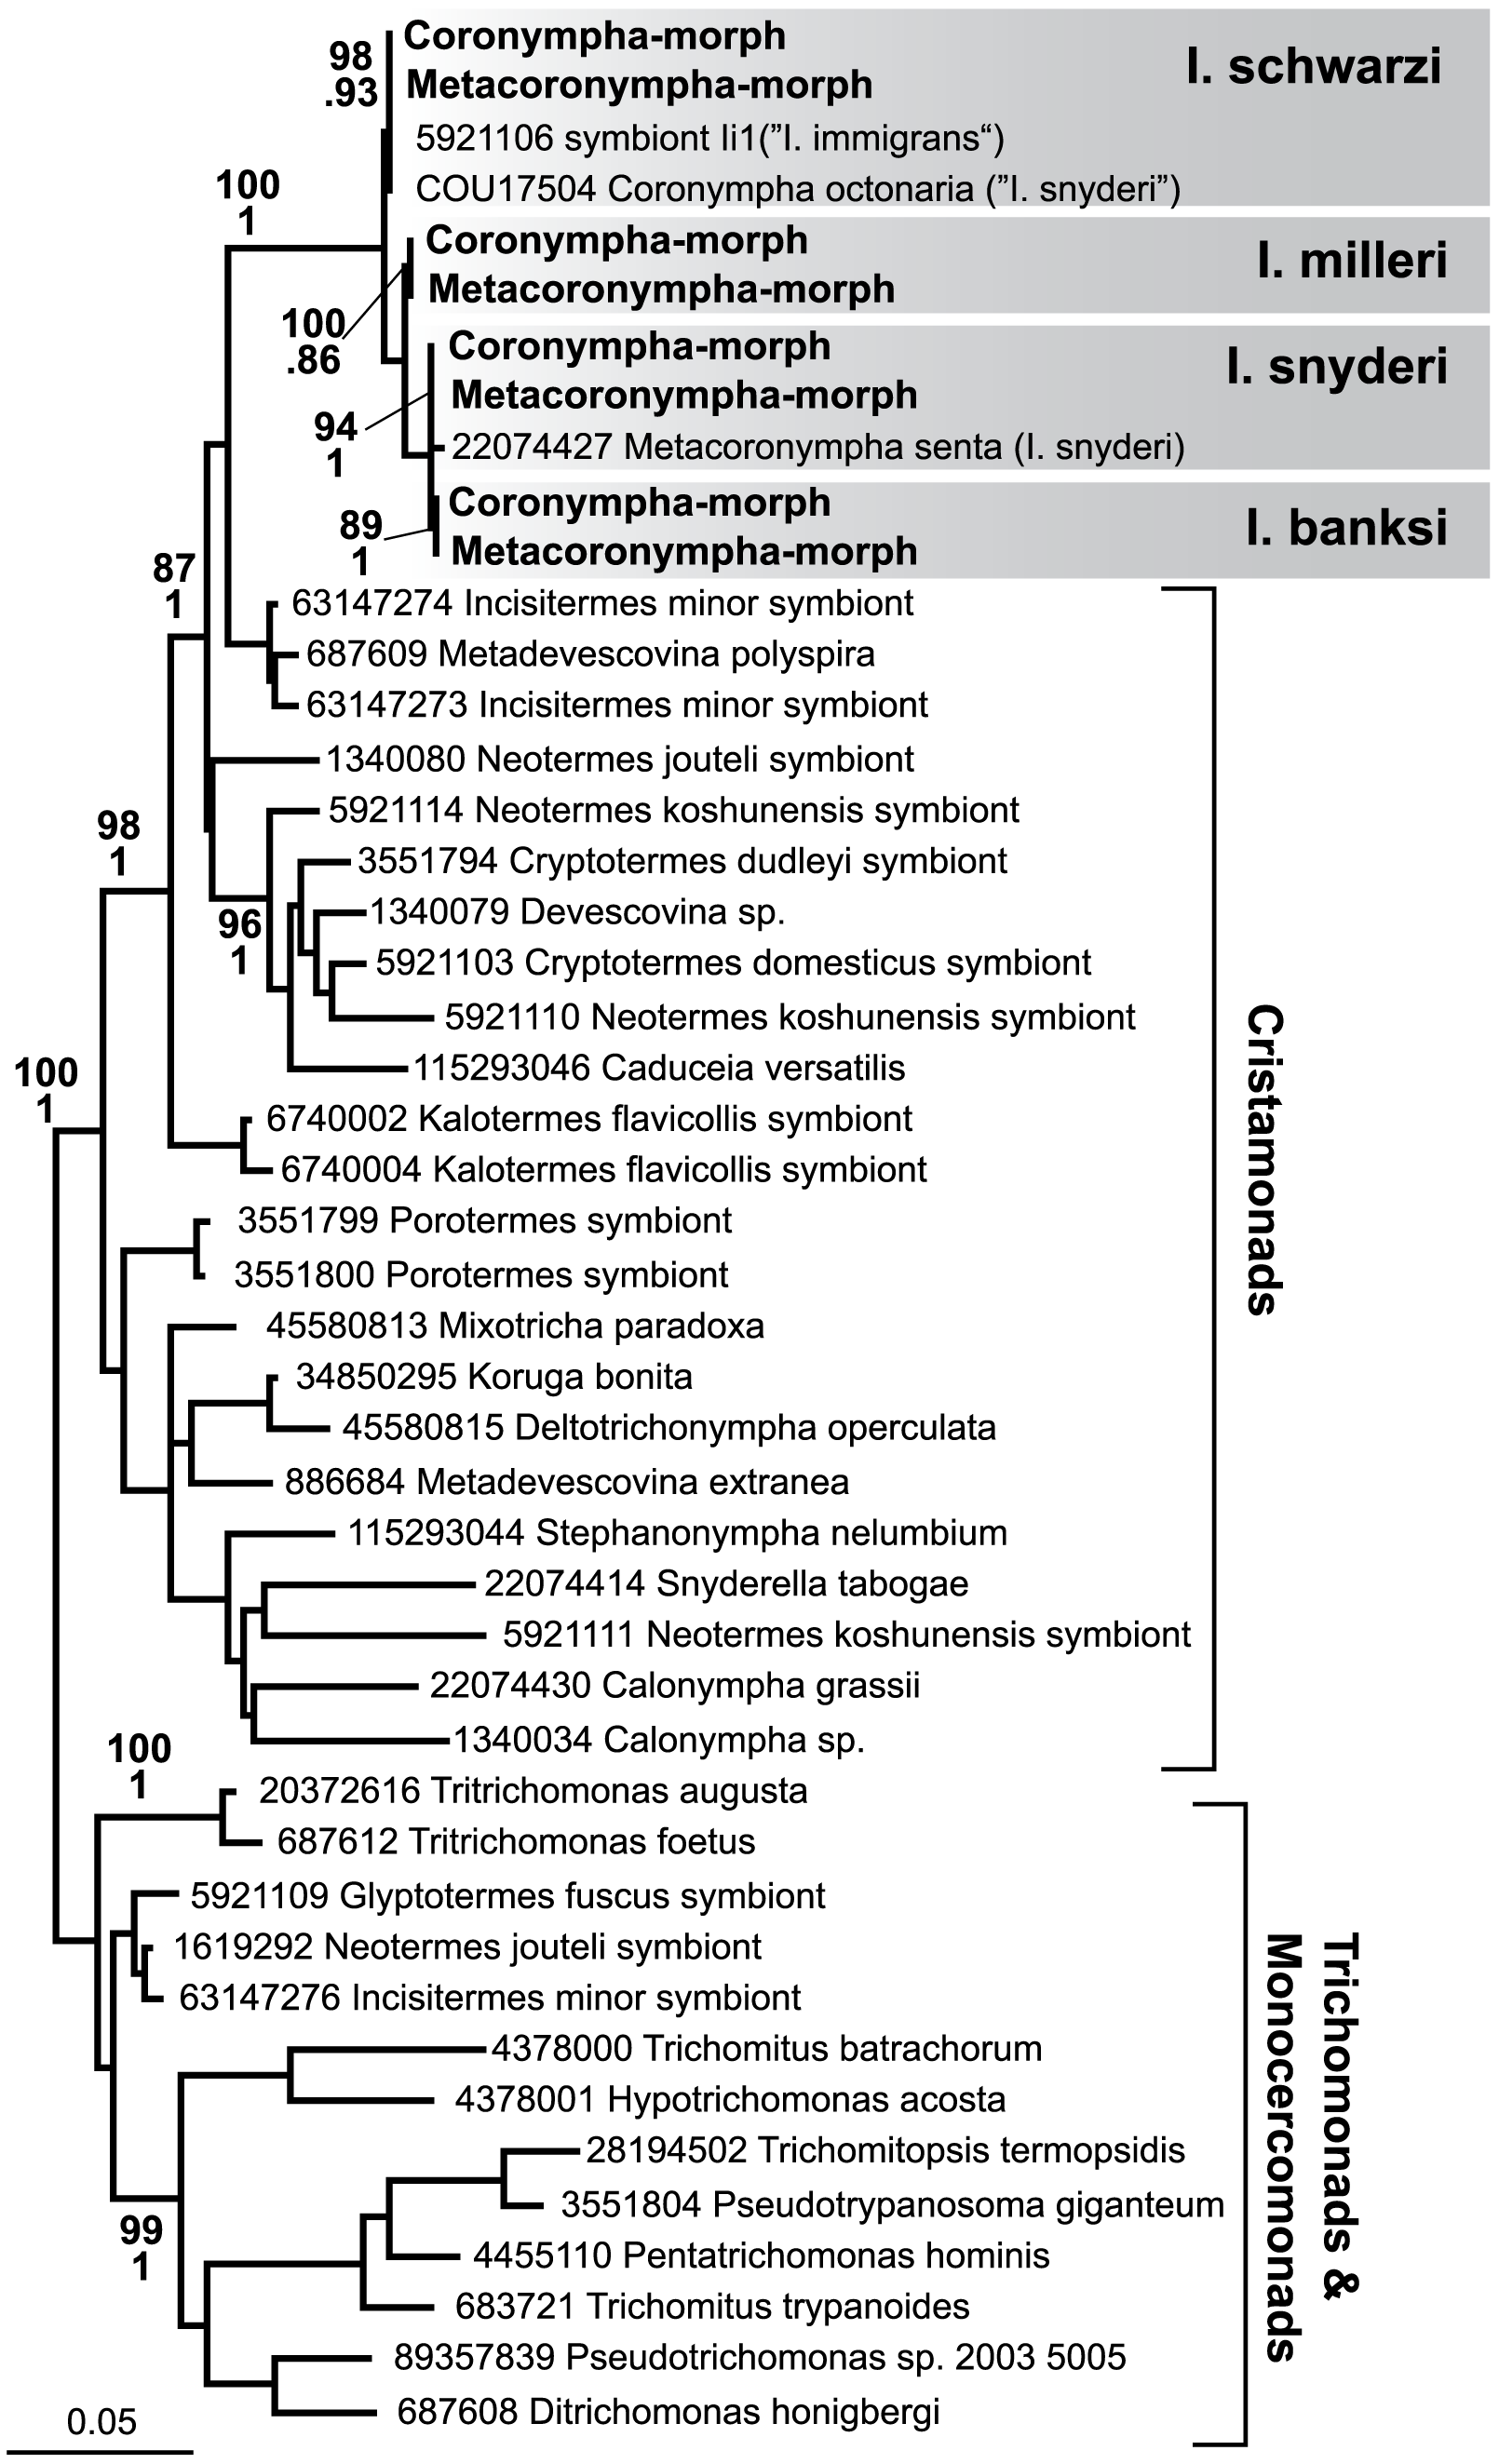 Coronympha-morph
98
.93
Metacoronympha-morph
I. schwarzi
5921106 symbiont Ii1(”I. immigrans“)
COU17504 Coronympha octonaria (”I. snyderi”)
100
1
Coronympha-morph
Metacoronympha-morph
I. milleri
100
.86
Coronympha-morph
Metacoronympha-morph
I. snyderi
94
1
22074427 Metacoronympha senta (I. snyderi)
Coronympha-morph
Metacoronympha-morph
I. banksi
89
1
87
1
63147274 Incisitermes minor symbiont
687609 Metadevescovina polyspira
63147273 Incisitermes minor symbiont
1340080 Neotermes jouteli symbiont
5921114 Neotermes koshunensis symbiont
98
1
3551794 Cryptotermes dudleyi symbiont
1340079 Devescovina sp.
96
1
5921103 Cryptotermes domesticus symbiont
5921110 Neotermes koshunensis symbiont
115293046 Caduceia versatilis
100
1
6740002 Kalotermes flavicollis symbiont
6740004 Kalotermes flavicollis symbiont
Cristamonads
3551799 Porotermes symbiont
3551800 Porotermes symbiont
45580813 Mixotricha paradoxa
34850295 Koruga bonita
45580815 Deltotrichonympha operculata
886684 Metadevescovina extranea
115293044 Stephanonympha nelumbium
22074414 Snyderella tabogae
5921111 Neotermes koshunensis symbiont
22074430 Calonympha grassii
1340034 Calonympha sp.
100
1
20372616 Tritrichomonas augusta
687612 Tritrichomonas foetus
5921109 Glyptotermes fuscus symbiont
1619292 Neotermes jouteli symbiont
63147276 Incisitermes minor symbiont
4378000 Trichomitus batrachorum
4378001 Hypotrichomonas acosta
28194502 Trichomitopsis termopsidis
3551804 Pseudotrypanosoma giganteum
99
1
4455110 Pentatrichomonas hominis
683721 Trichomitus trypanoides
89357839 Pseudotrichomonas sp. 2003 5005
687608 Ditrichomonas honigbergi
Trichomonads &
Monocercomonads
0.05